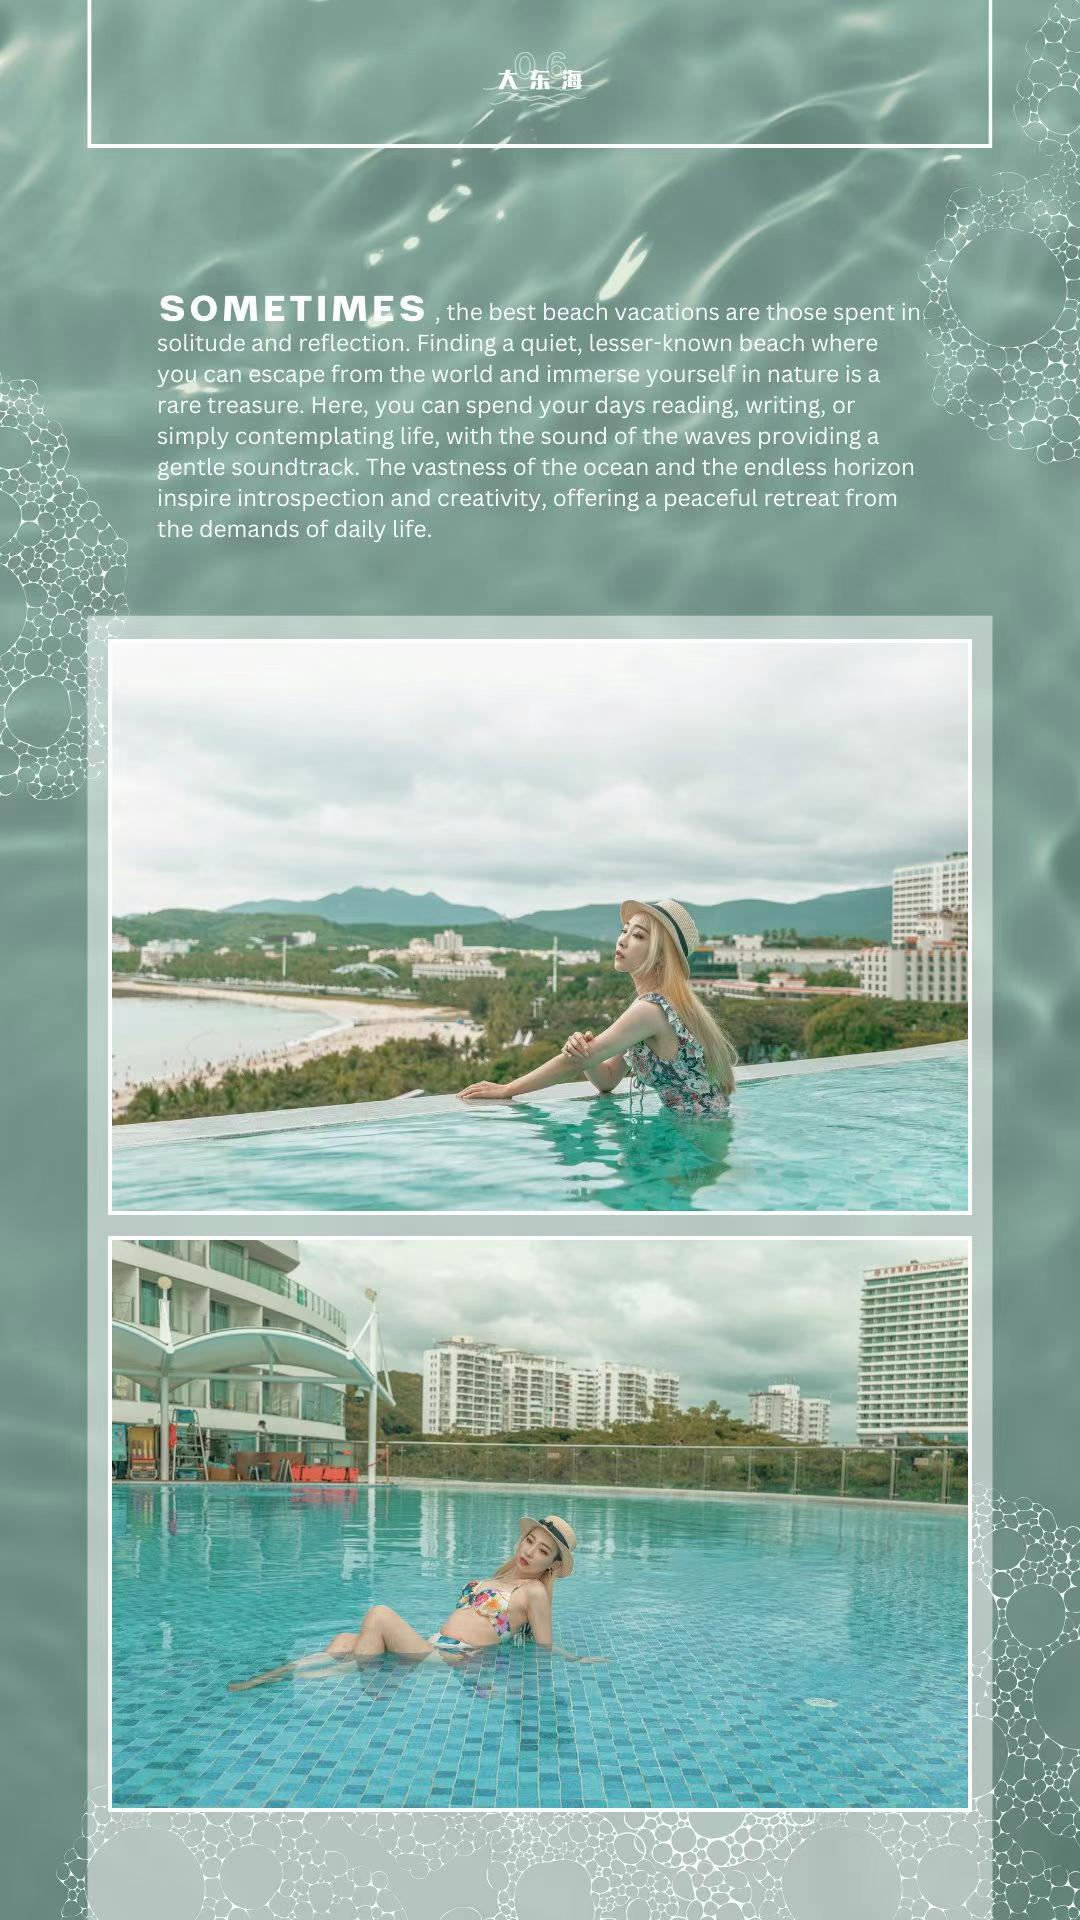 06
大东海
SOMETIMES , the best beach vacations are those spent in
solitude and reflection. Finding a quiet, lesser-known beach where
you can escape from the world and immerse yourself in nature is a
rare treasure. Here, you can spend your days reading, writing, or
simply contemplating life, with the sound of the waves providing a
gentle soundtrack. The vastness of the ocean and the endless horizon
inspire introspection and creativity, offering a peaceful retreat from
the demands of daily life.